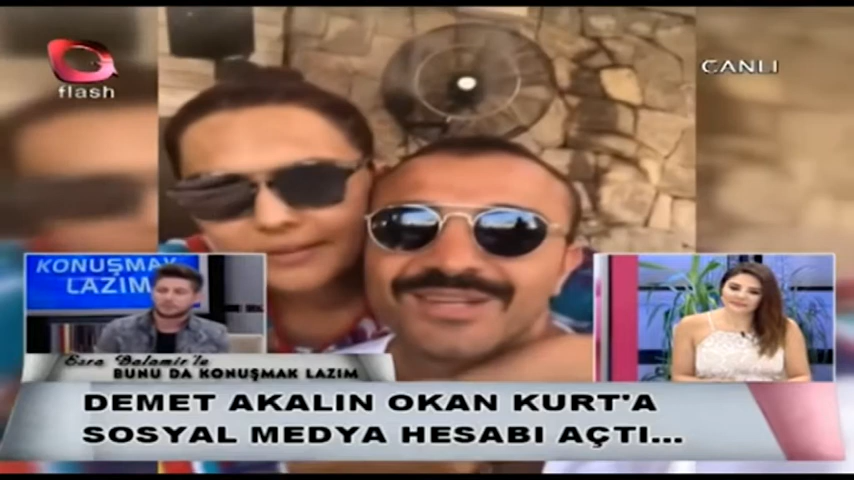 flash
CANLI
KONUŞMAK
LAZIM
Esra Balamir'le
BUNU DA KONUŞMAK LAZIM
DEMET AKALIN OKAN KURT'A
SOSYAL MEDYA HESABI AÇTI...